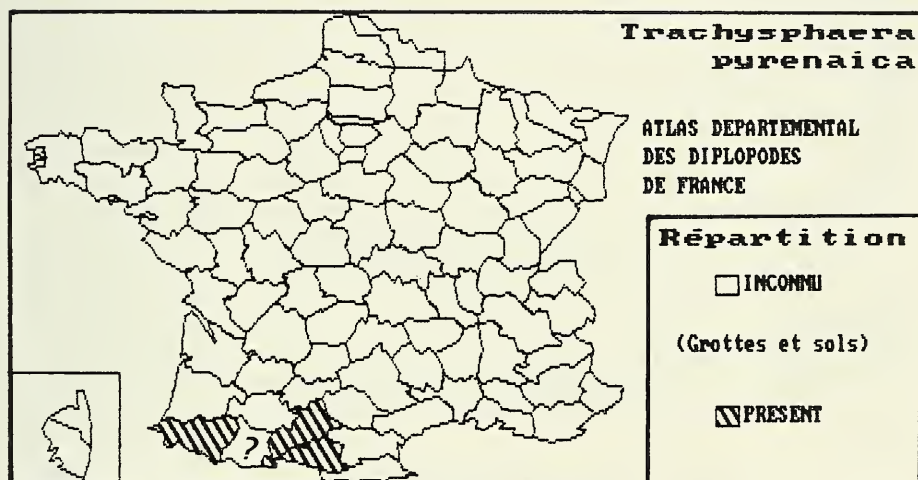 Trachysphaera
pyrenaica
ATLAS DEPARTEMENTAL
DES DIPLOPODES
DE FRANCE
Répartition
INCONNU
(Grottes et sols)
PRESENT
?